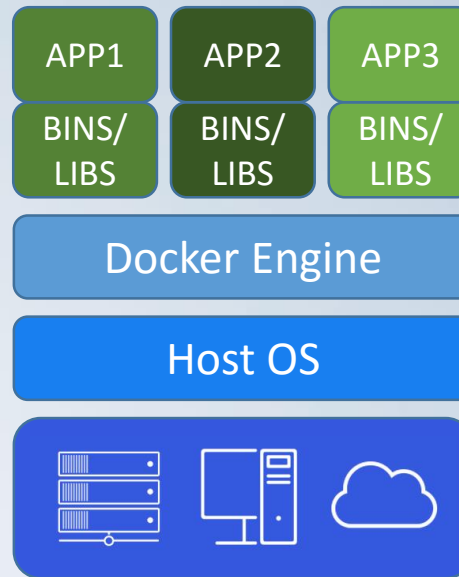 APP1
APP2
APP3
BINS/
LIBS
BINS/
LIBS
BINS/
LIBS
Docker Engine
Host OS